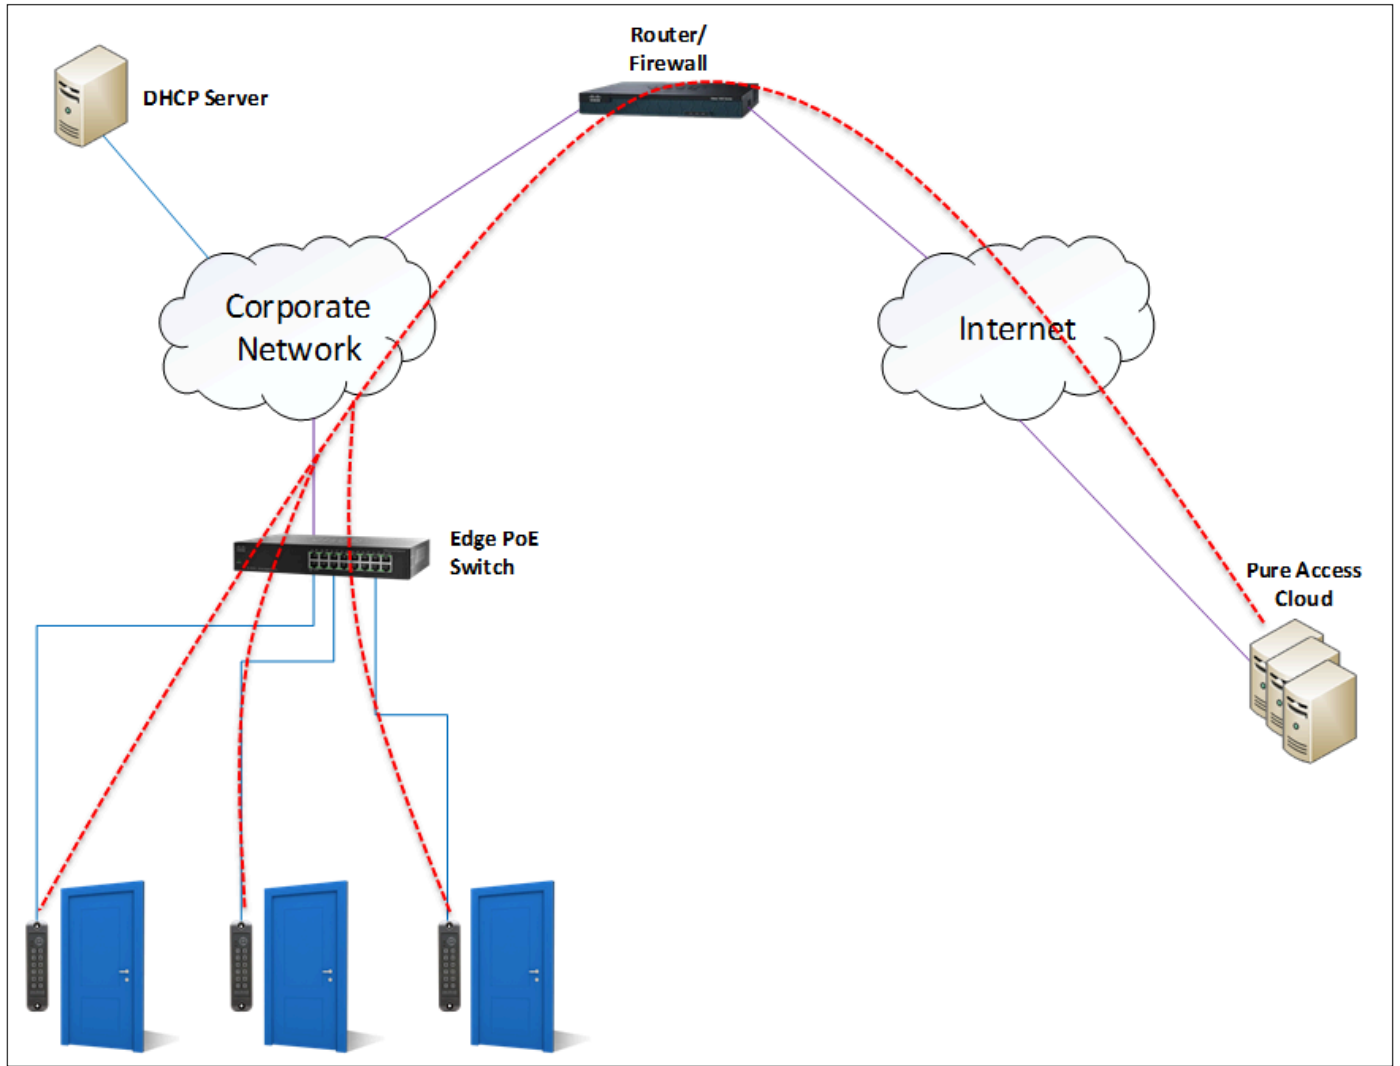 Router/
Firewall
DHCP Server
Corporate
Network
Internet
Edge PoE
Switch
Pure Access
Cloud